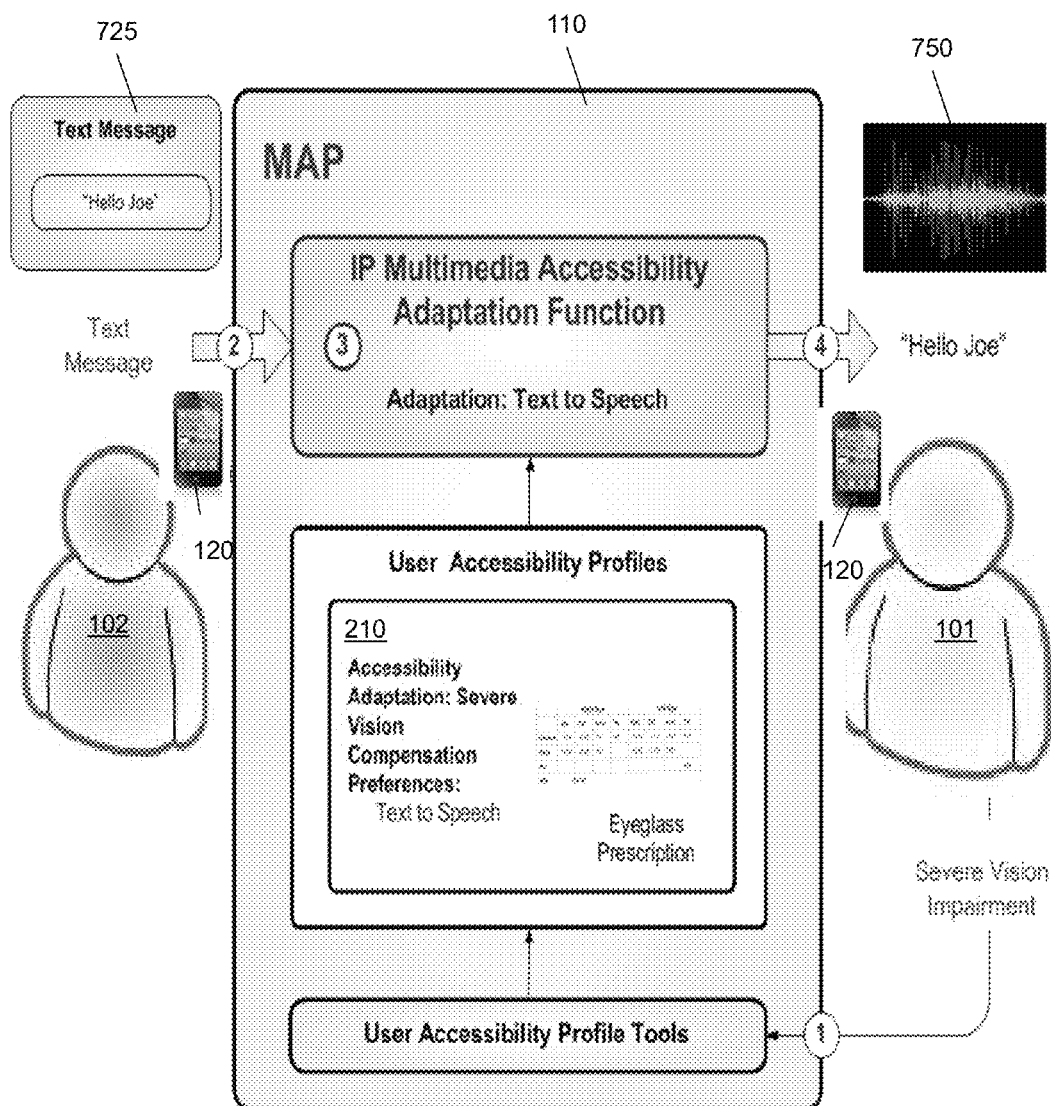 725
110
750
Text Message
"Hello Joe"
MAP
IP Multimedia Accessibility
Adaptation Function
Text
Message
2
3
4
"Hello Joe"
Adaptation: Text to Speech
120
120
User Accessibility Profiles
102
101
210
Accessibility
Adaptation: Severe
Vision
Compensation
Preferences:
Text to Speech
Eyeglass
Prescription
Severe Vision
Impairment
User Accessibility Profile Tools
1